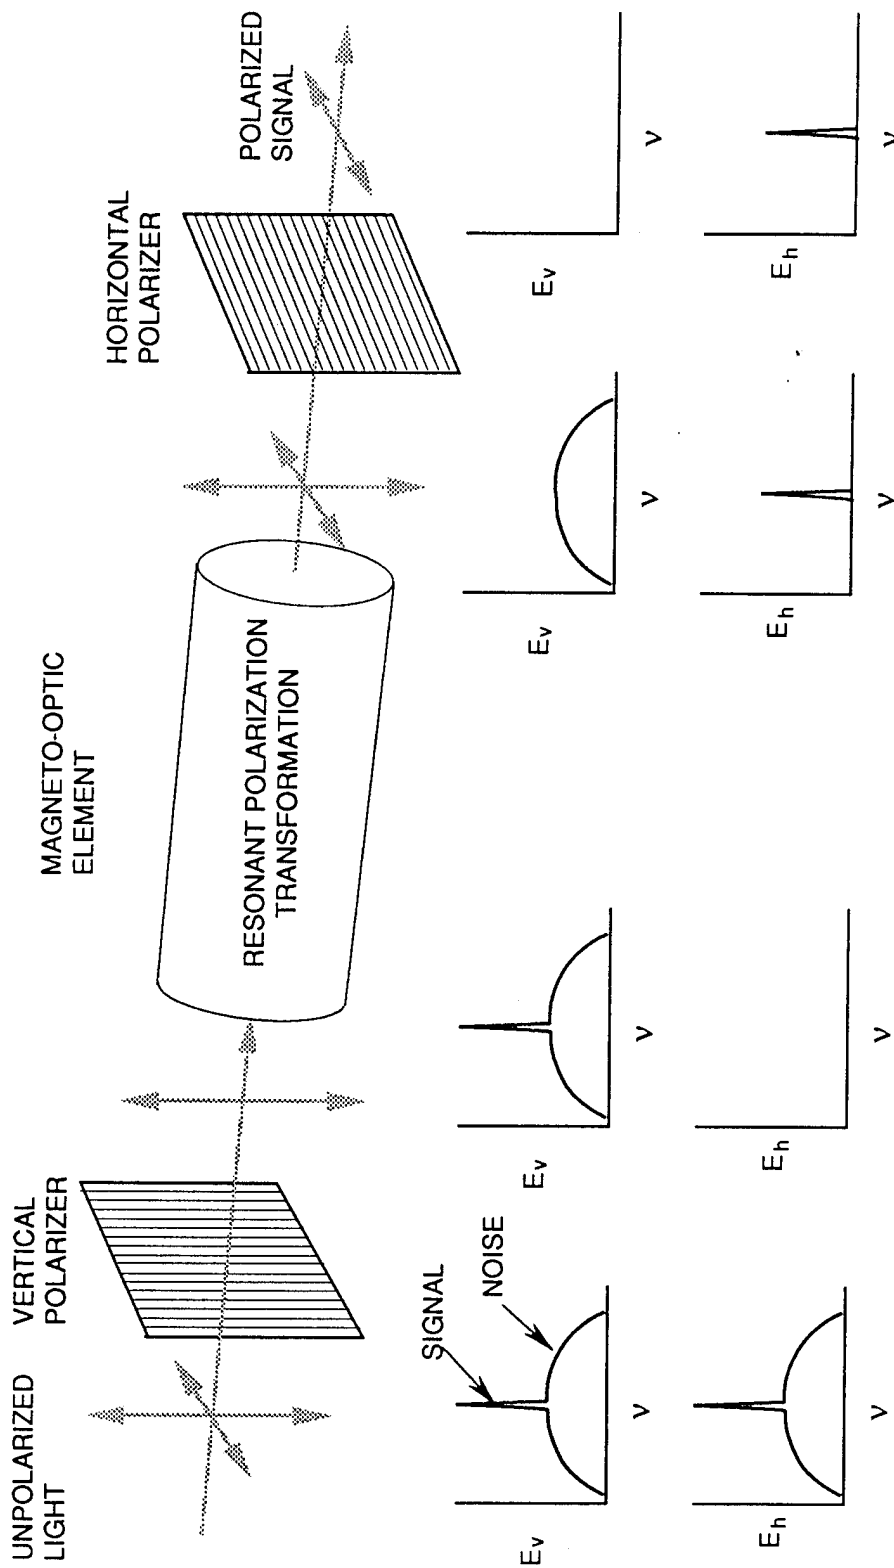 UNPOLARIZED
LIGHT
VERTICAL
POLARIZER
MAGNETO-OPTIC
ELEMENT
RESONANT POLARIZATION
TRANSFORMATION
HORIZONTAL
POLARIZER
POLARIZED
SIGNAL
SIGNAL
NOISE
Ev
ν
Ev
ν
Ev
ν
Ev
ν
Eh
ν
Eh
ν
Eh
ν
Eh
ν